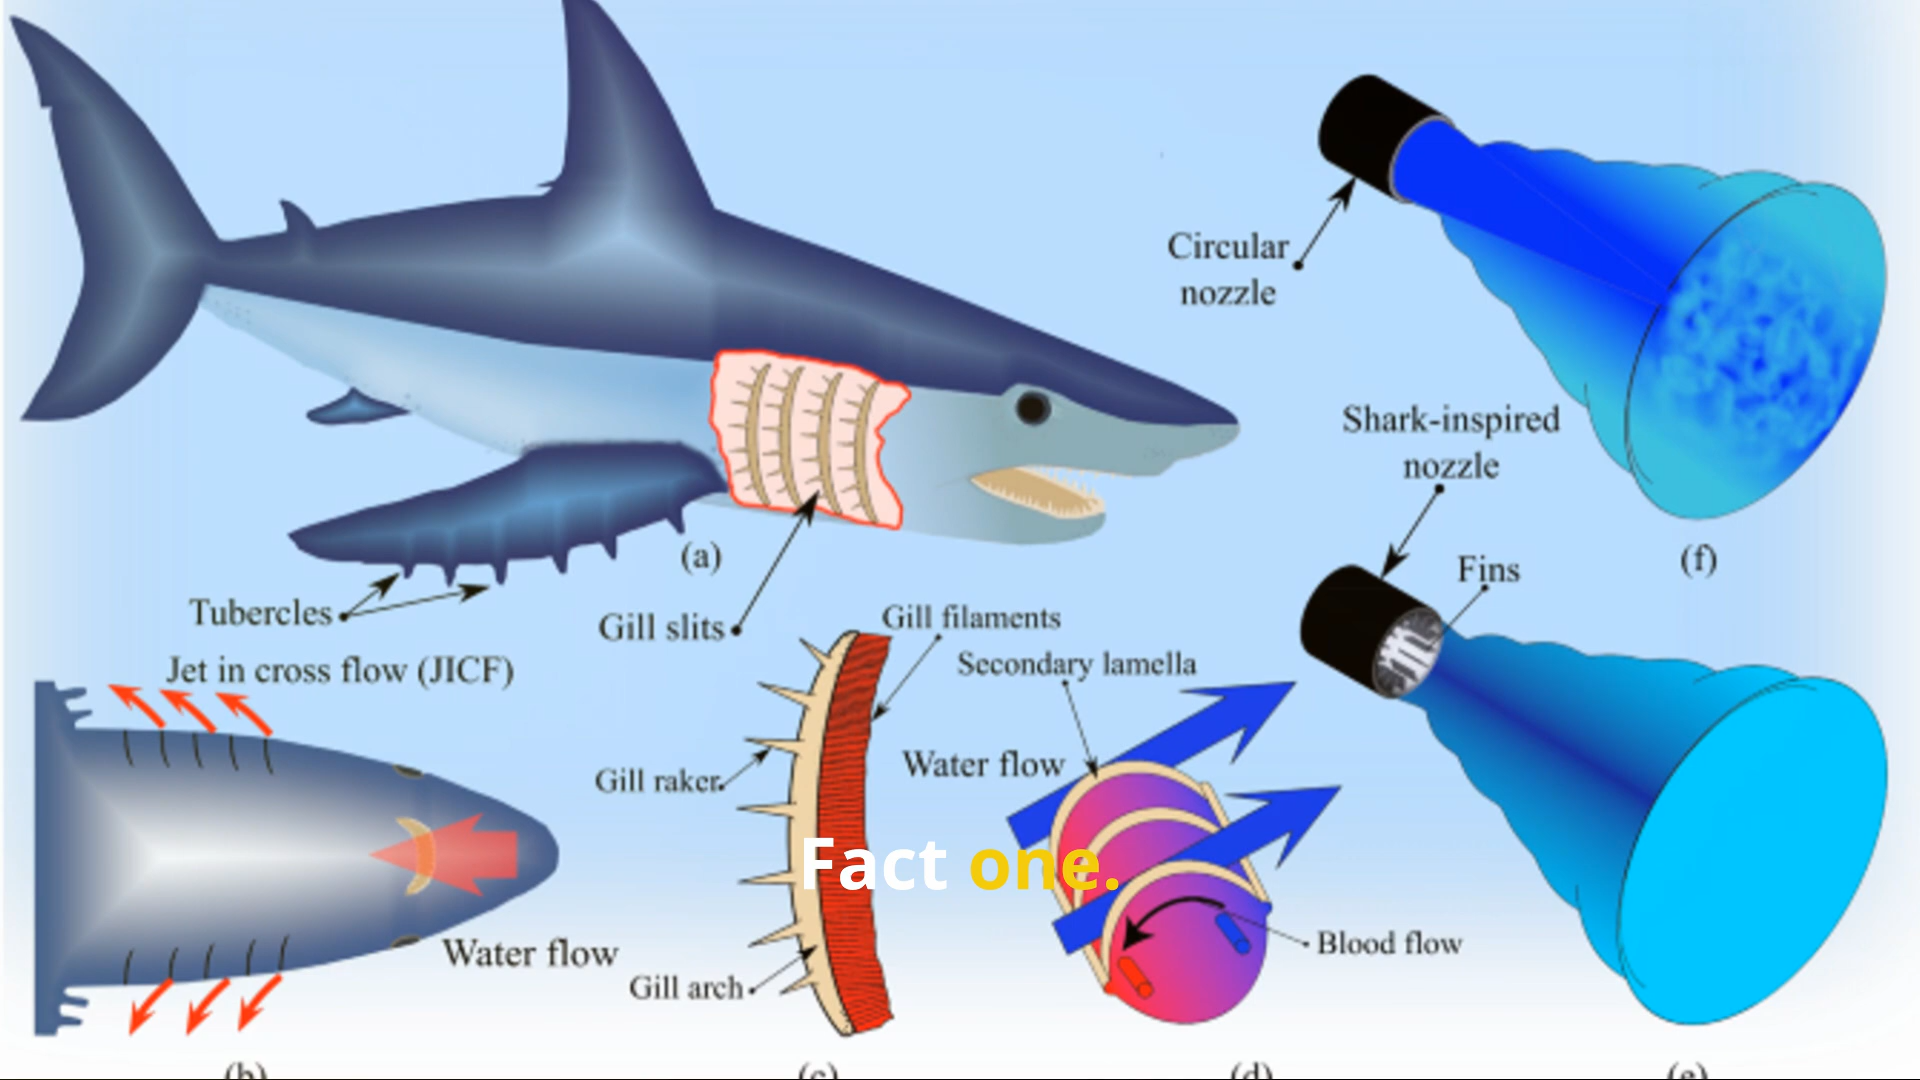 Circular
nozzle
Shark-inspired
nozzle
Fins
(f)
(a)
Tubercles
Gill slits
Gill filaments
Secondary lamella
Jet in cross flow (JICF)
Gill raker
Water flow
Fact one.
Blood flow
Water flow
Gill arch
(b)
(c)
(d)
(e)